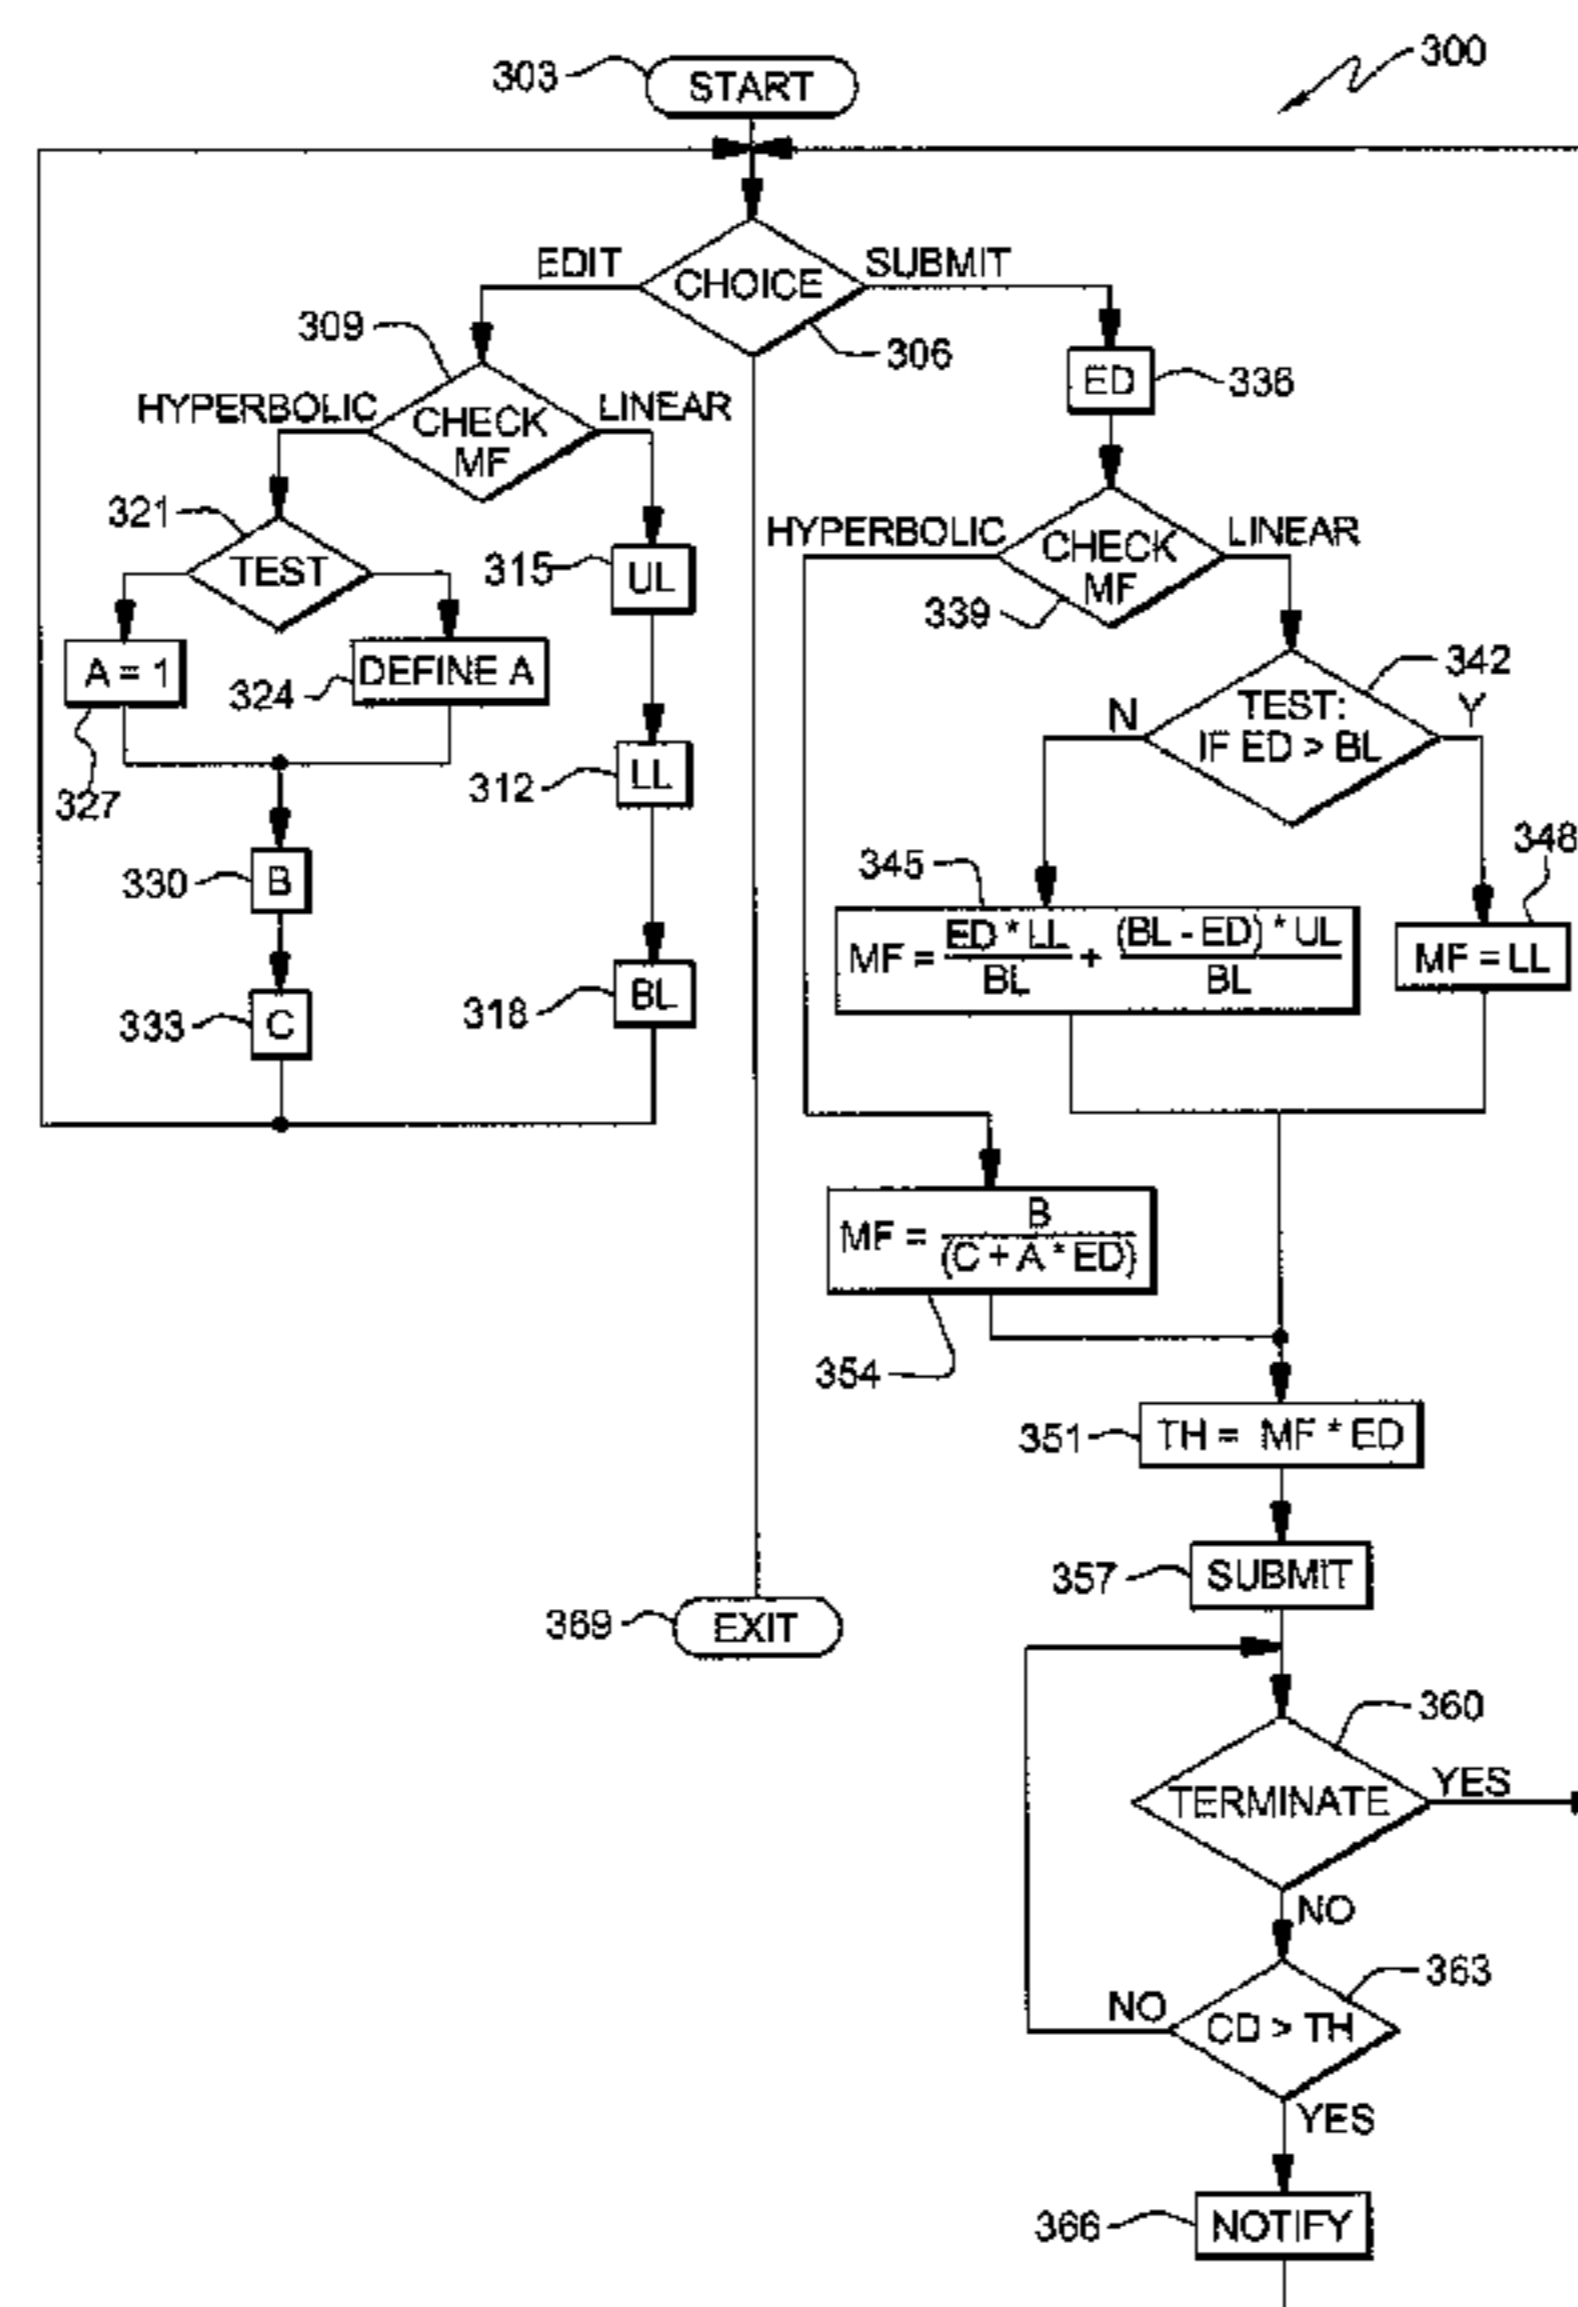 300
303
START
EDIT
CHOICE
SUBMIT
306
309
HYPERBOLIC
CHECK
MF
LINEAR
ED
336
321
TEST
315
UL
HYPERBOLIC
CHECK
MF
LINEAR
339
A = 1
324
DEFINE A
327
312
LL
342
N
TEST:
IF ED > BL
Y
330
B
345
348
MF = ED * LL / BL + (BL - ED) * UL / BL
MF = LL
333
C
318
BL
MF = B / (C + A * ED)
354
351
TH = MF * ED
357
SUBMIT
369
EXIT
360
TERMINATE
YES
NO
363
NO
CD > TH
YES
366
NOTIFY